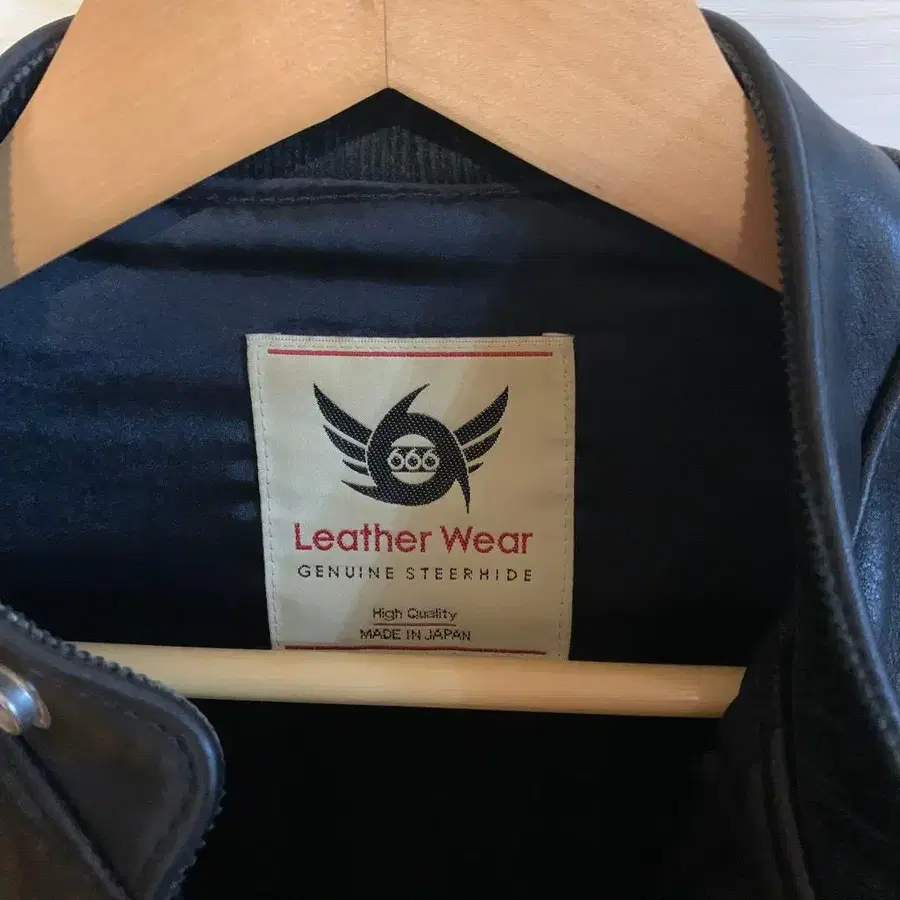 666
Leather Wear
GENUINE STEERHIDE
High Quality
MADE IN JAPAN